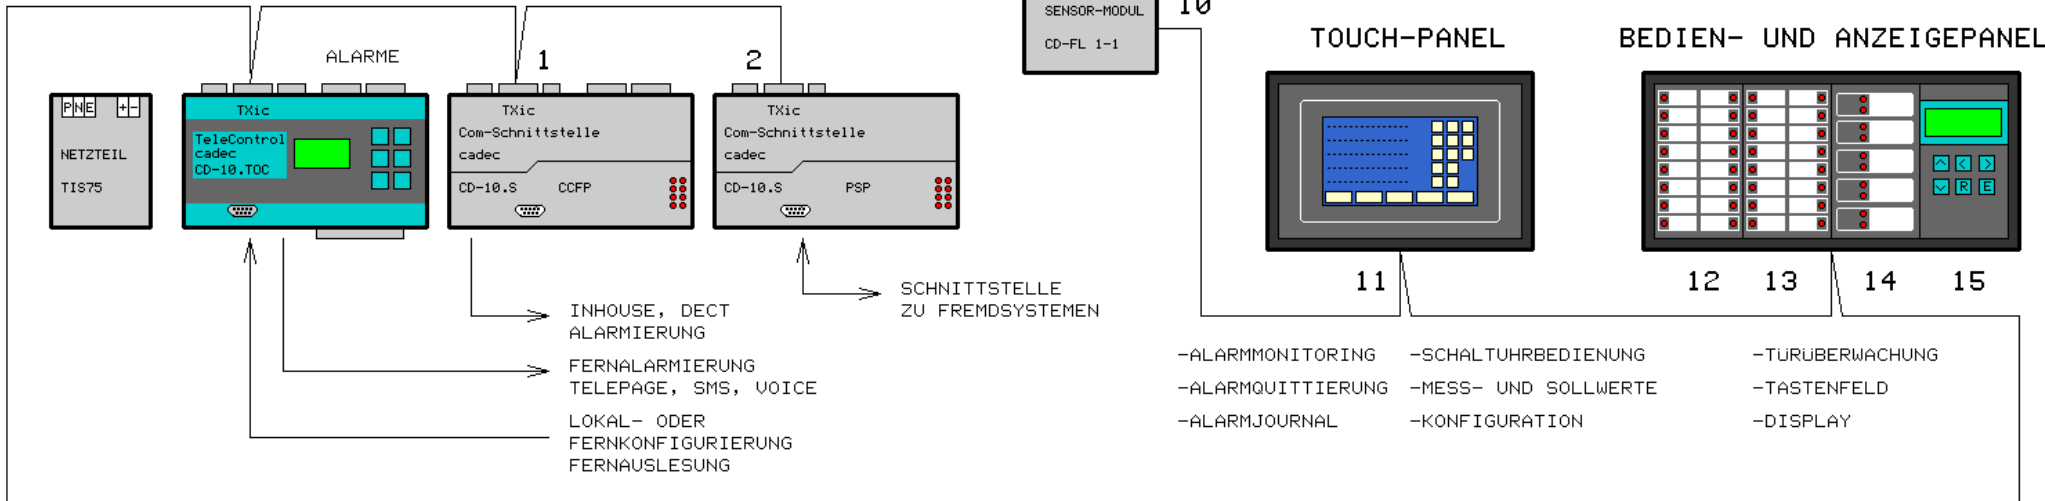 SENSOR-MODUL
CD-FL 1-1
10
TOUCH-PANEL
BEDIEN- UND ANZEIGEPANEL
ALARME
1
2
PNE +-
NETZTEIL
TIS75
TXic
TeleControl
cadec
CD-10.TOC
TXic
Com-Schnittstelle
cadec
CD-10.S CCFP
TXic
Com-Schnittstelle
cadec
CD-10.S PSP
R E
11
12
13
14
15
SCHNITTSTELLE
ZU FREMDSYSTEMEN
INHOUSE, DECT
ALARMIERUNG
FERNALARMIERUNG
TELEPAGE, SMS, VOICE
LOKAL- ODER
FERNKONFIGURIERUNG
FERNAUSLESUNG
-ALARMMONITORING
-ALARMQUITTIERUNG
-ALARMJOURNAL
-SCHALTUHRBEDIENUNG
-MESS- UND SOLLWERTE
-KONFIGURATION
-TÜRÜBERWACHUNG
-TASTENFELD
-DISPLAY